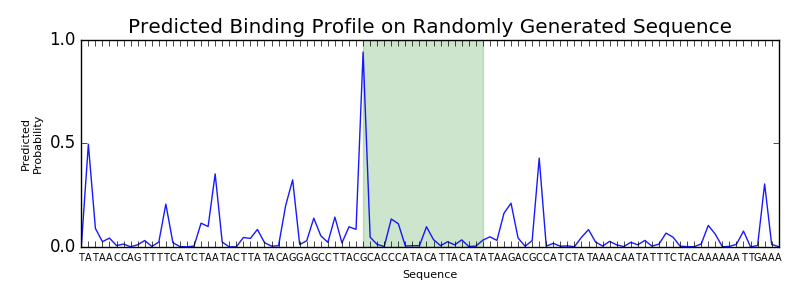 Predicted Binding Profile on Randomly Generated Sequence
1.0
0.5
0.0
Predicted
Probability
TATAACCAGTTTTCATCTAATACTTATACAGGAGCCTTACGCACCCATACATTACATATAAGACGCCATCTATAAACAATATTTCTACAAAAAATTGAAA
Sequence